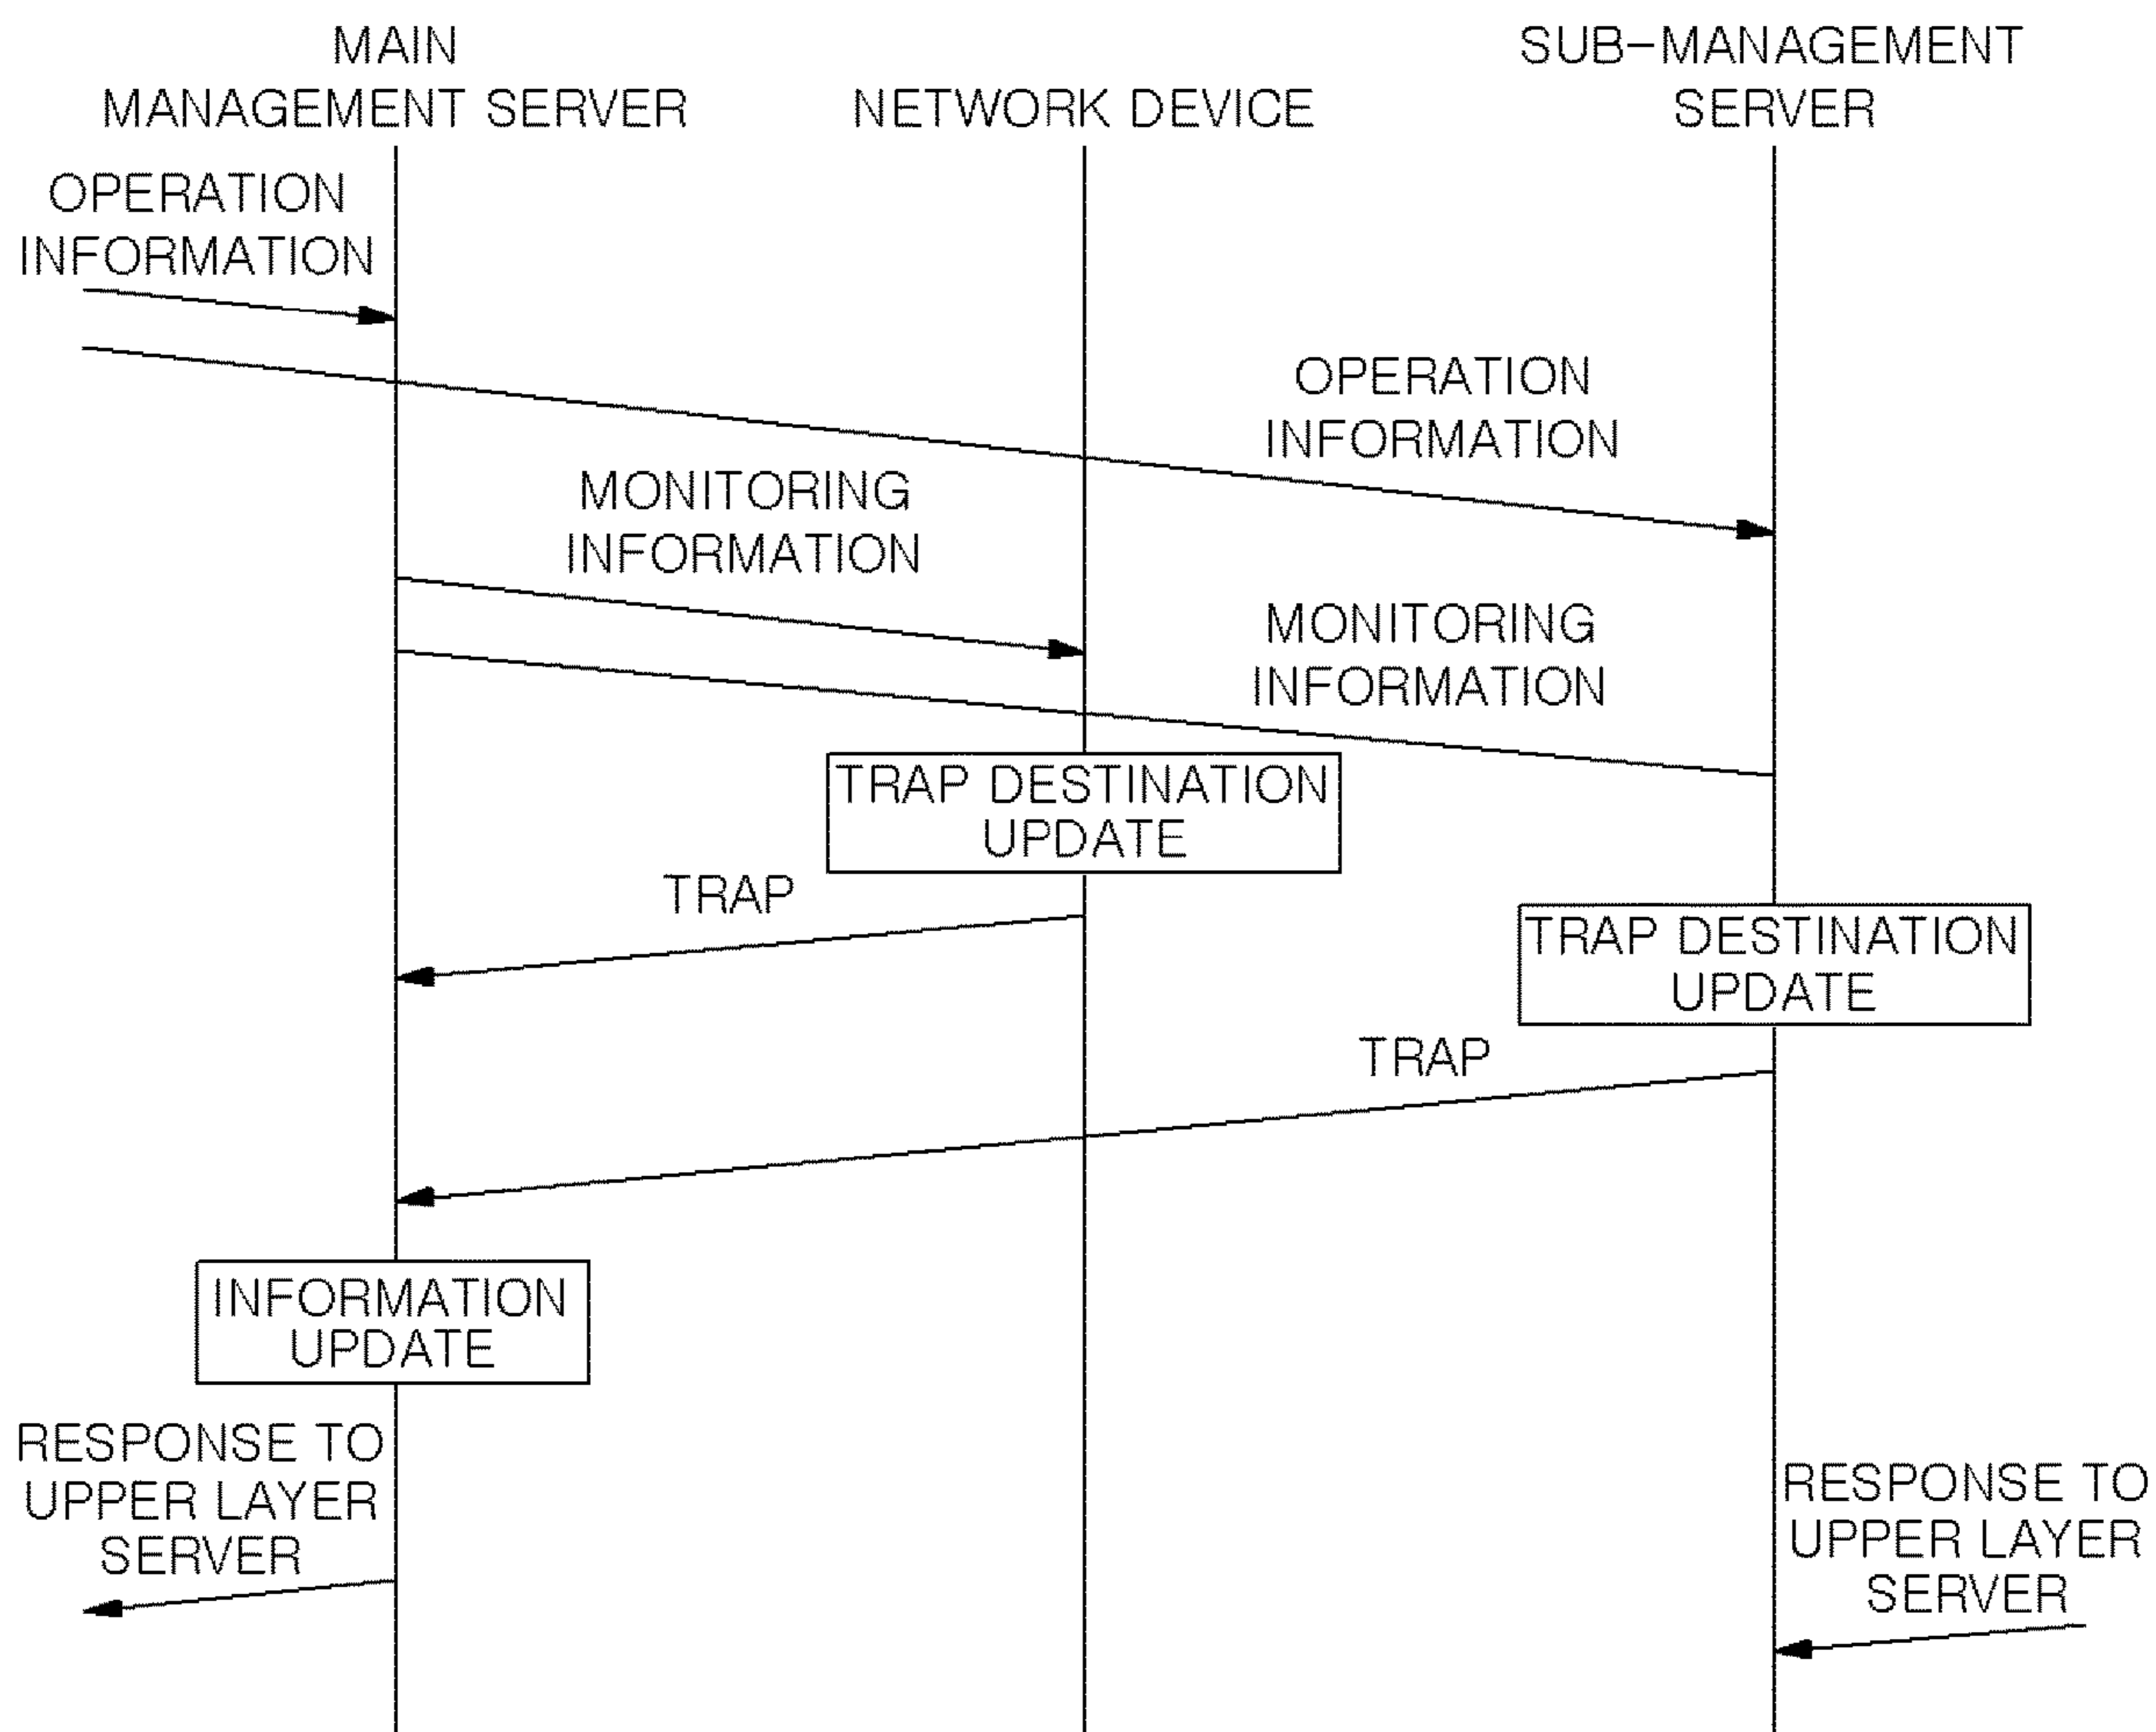 MAIN
MANAGEMENT SERVER
NETWORK DEVICE
SUB-MANAGEMENT
SERVER
OPERATION
INFORMATION
OPERATION
INFORMATION
MONITORING
INFORMATION
MONITORING
INFORMATION
TRAP DESTINATION
UPDATE
TRAP
TRAP DESTINATION
UPDATE
TRAP
INFORMATION
UPDATE
RESPONSE TO
UPPER LAYER
SERVER
RESPONSE TO
UPPER LAYER
SERVER